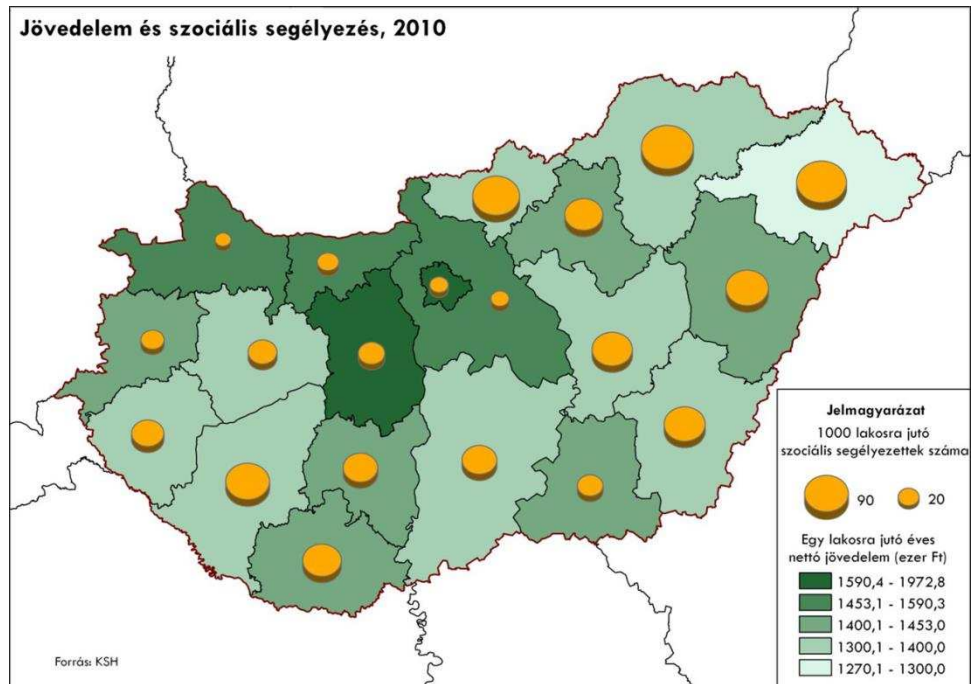 Jövedelem és szociális segélyezés, 2010
Jelmagyarázat
1000 lakosra jutó
szociális segélyezettek száma
90
20
Egy lakosra jutó éves
nettó jövedelem (ezer Ft)
1590,4 - 1972,8
1453,1 - 1590,3
1400,1 - 1453,0
1300,1 - 1400,0
1270,1 - 1300,0
Forrás: KSH